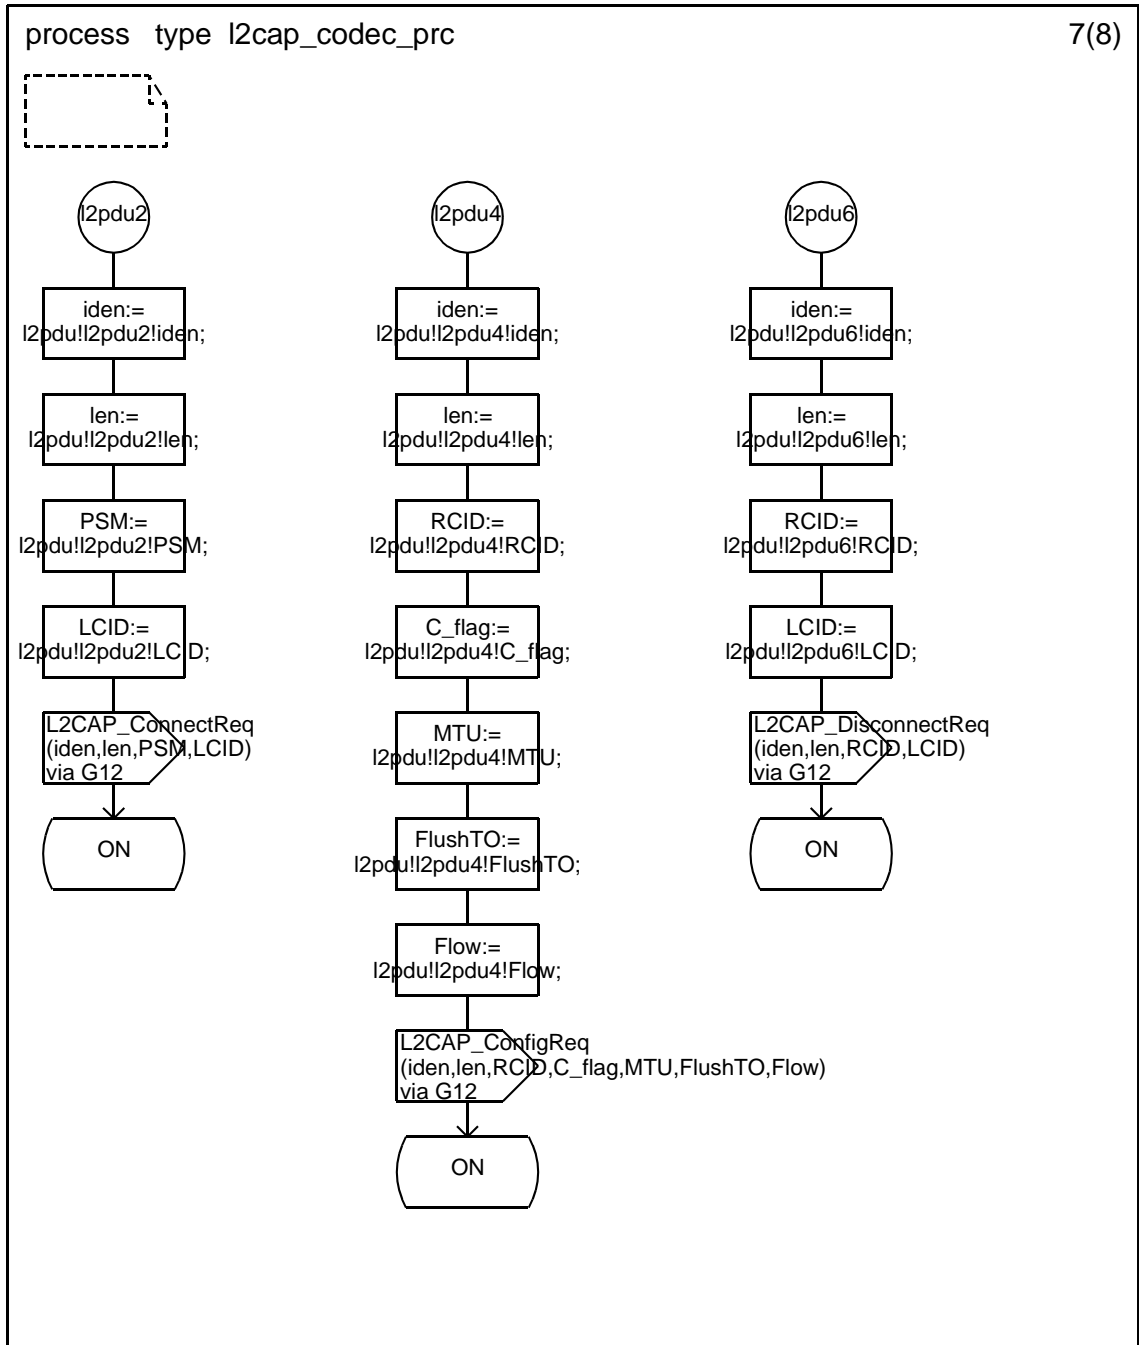 process type l2cap_codec_prc
7(8)
l2pdu2
iden:=
l2pdu!l2pdu2!iden;
len:=
l2pdu!l2pdu2!len;
PSM:=
l2pdu!l2pdu2!PSM;
LCID:=
l2pdu!l2pdu2!LCID;
L2CAP_ConnectReq
(iden,len,PSM,LCID)
via G12
ON
l2pdu4
iden:=
l2pdu!l2pdu4!iden;
len:=
l2pdu!l2pdu4!len;
RCID:=
l2pdu!l2pdu4!RCID;
C_flag:=
l2pdu!l2pdu4!C_flag;
MTU:=
l2pdu!l2pdu4!MTU;
FlushTO:=
l2pdu!l2pdu4!FlushTO;
Flow:=
l2pdu!l2pdu4!Flow;
L2CAP_ConfigReq
(iden,len,RCID,C_flag,MTU,FlushTO,Flow)
via G12
ON
l2pdu6
iden:=
l2pdu!l2pdu6!iden;
len:=
l2pdu!l2pdu6!len;
RCID:=
l2pdu!l2pdu6!RCID;
LCID:=
l2pdu!l2pdu6!LCID;
L2CAP_DisconnectReq
(iden,len,RCID,LCID)
via G12
ON